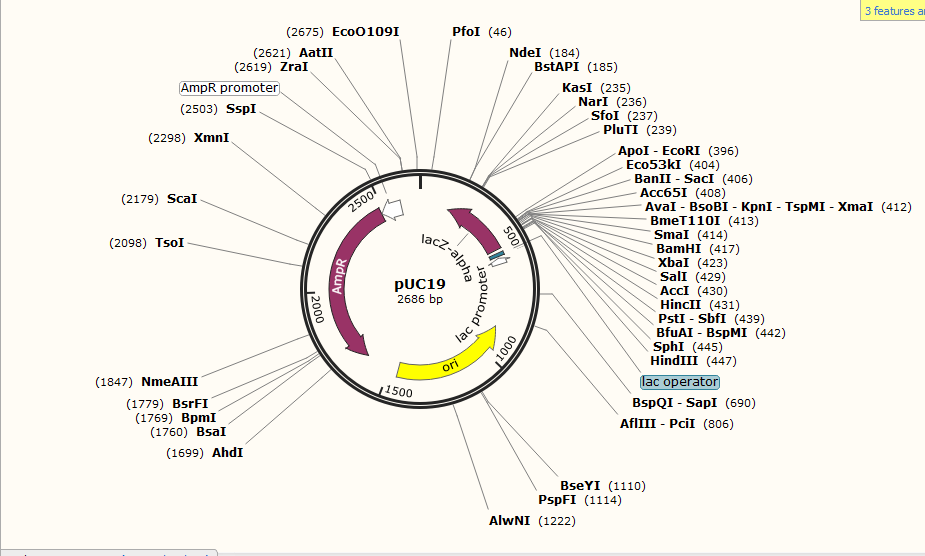 3 features a
(2675) EcoO109I
PfoI (46)
(2621) AatII
NdeI (184)
(2619) ZraI
BstAPI (185)
AmpR promoter
KasI (235)
(2503) SspI
NarI (236)
SfoI (237)
(2298) XmnI
PluTI (239)
ApoI - EcoRI (396)
Eco53kI (404)
BanII - SacI (406)
(2179) ScaI
Acc65I (408)
AvaI - BsoBI - KpnI - TspMI - XmaI (412)
BmeT110I (413)
(2098) TsoI
SmaI (414)
BamHI (417)
XbaI (423)
SalI (429)
AccI (430)
HincII (431)
PstI - SbfI (439)
BfuAI - BspMI (442)
SphI (445)
HindIII (447)
lac operator
(1847) NmeAIII
BspQI - SapI (690)
(1779) BsrFI
(1769) BpmI
AflIII - PciI (806)
(1760) BsaI
(1699) AhdI
BseYI (1110)
PspFI (1114)
AlwNI (1222)
2500
500
lacZ-alpha
AmpR
pUC19
2686 bp
lac promoter
2000
ori
1000
1500